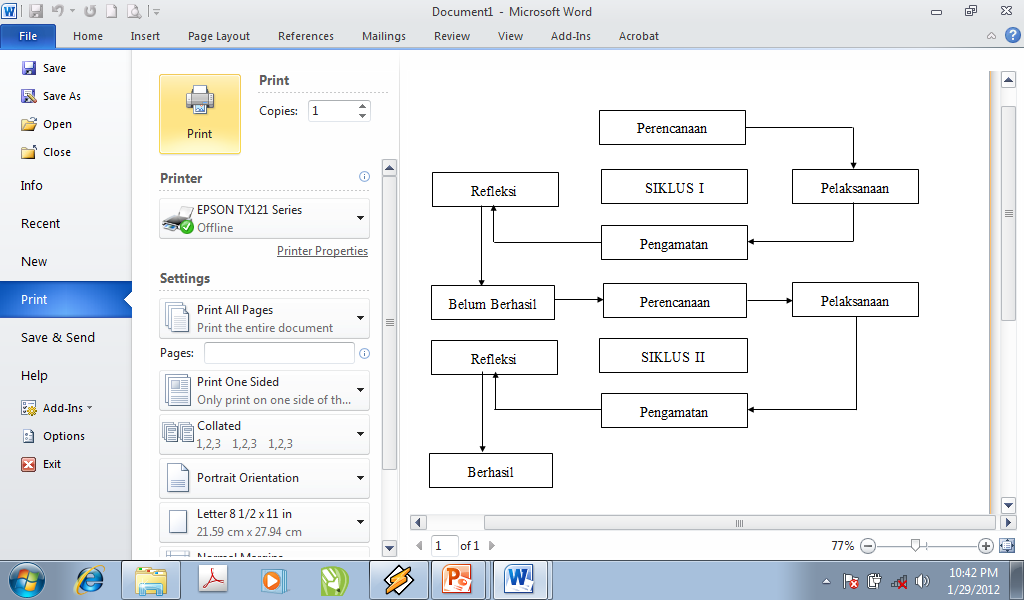 Document1 - Microsoft Word
File Home Insert Page Layout References Mailings Review View Add-Ins Acrobat
Save
Save As
Open
Close
Info
Recent
New
Print
Save & Send
Help
Add-Ins
Options
Exit
Print
Print
Copies: 1
Printer
EPSON TX121 Series
Offline
Printer Properties
Settings
Print All Pages
Print the entire document
Pages:
Print One Sided
Only print on one side of th...
Collated
1,2,3 1,2,3 1,2,3
Portrait Orientation
Letter 8 1/2 x 11 in
21.59 cm x 27.94 cm
Normal Margins
Perencanaan
Refleksi
SIKLUS I
Pelaksanaan
Pengamatan
Belum Berhasil
Perencanaan
Pelaksanaan
Refleksi
SIKLUS II
Pengamatan
Berhasil
1 of 1
77%
10:42 PM
1/29/2012